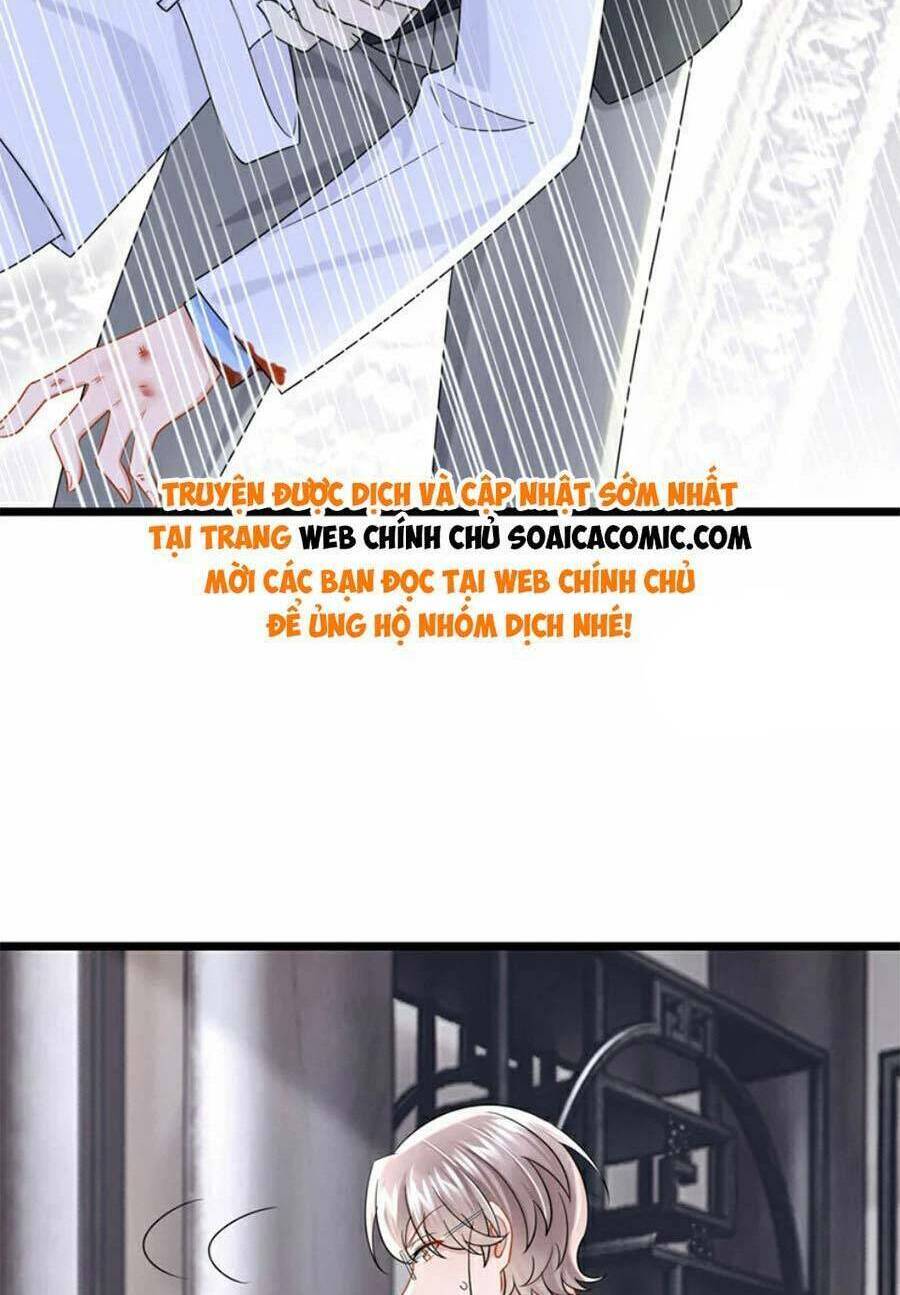 TRUYỆN ĐƯỢC DỊCH VÀ CẬP NHẬT SỚM NHẤT
TẠI TRANG WEB CHÍNH CHỦ SOAICACOMIC.COM
MỜI CÁC BẠN ĐỌC TẠI WEB CHÍNH CHỦ
ĐỂ ỦNG HỘ NHÓM DỊCH NHÉ!